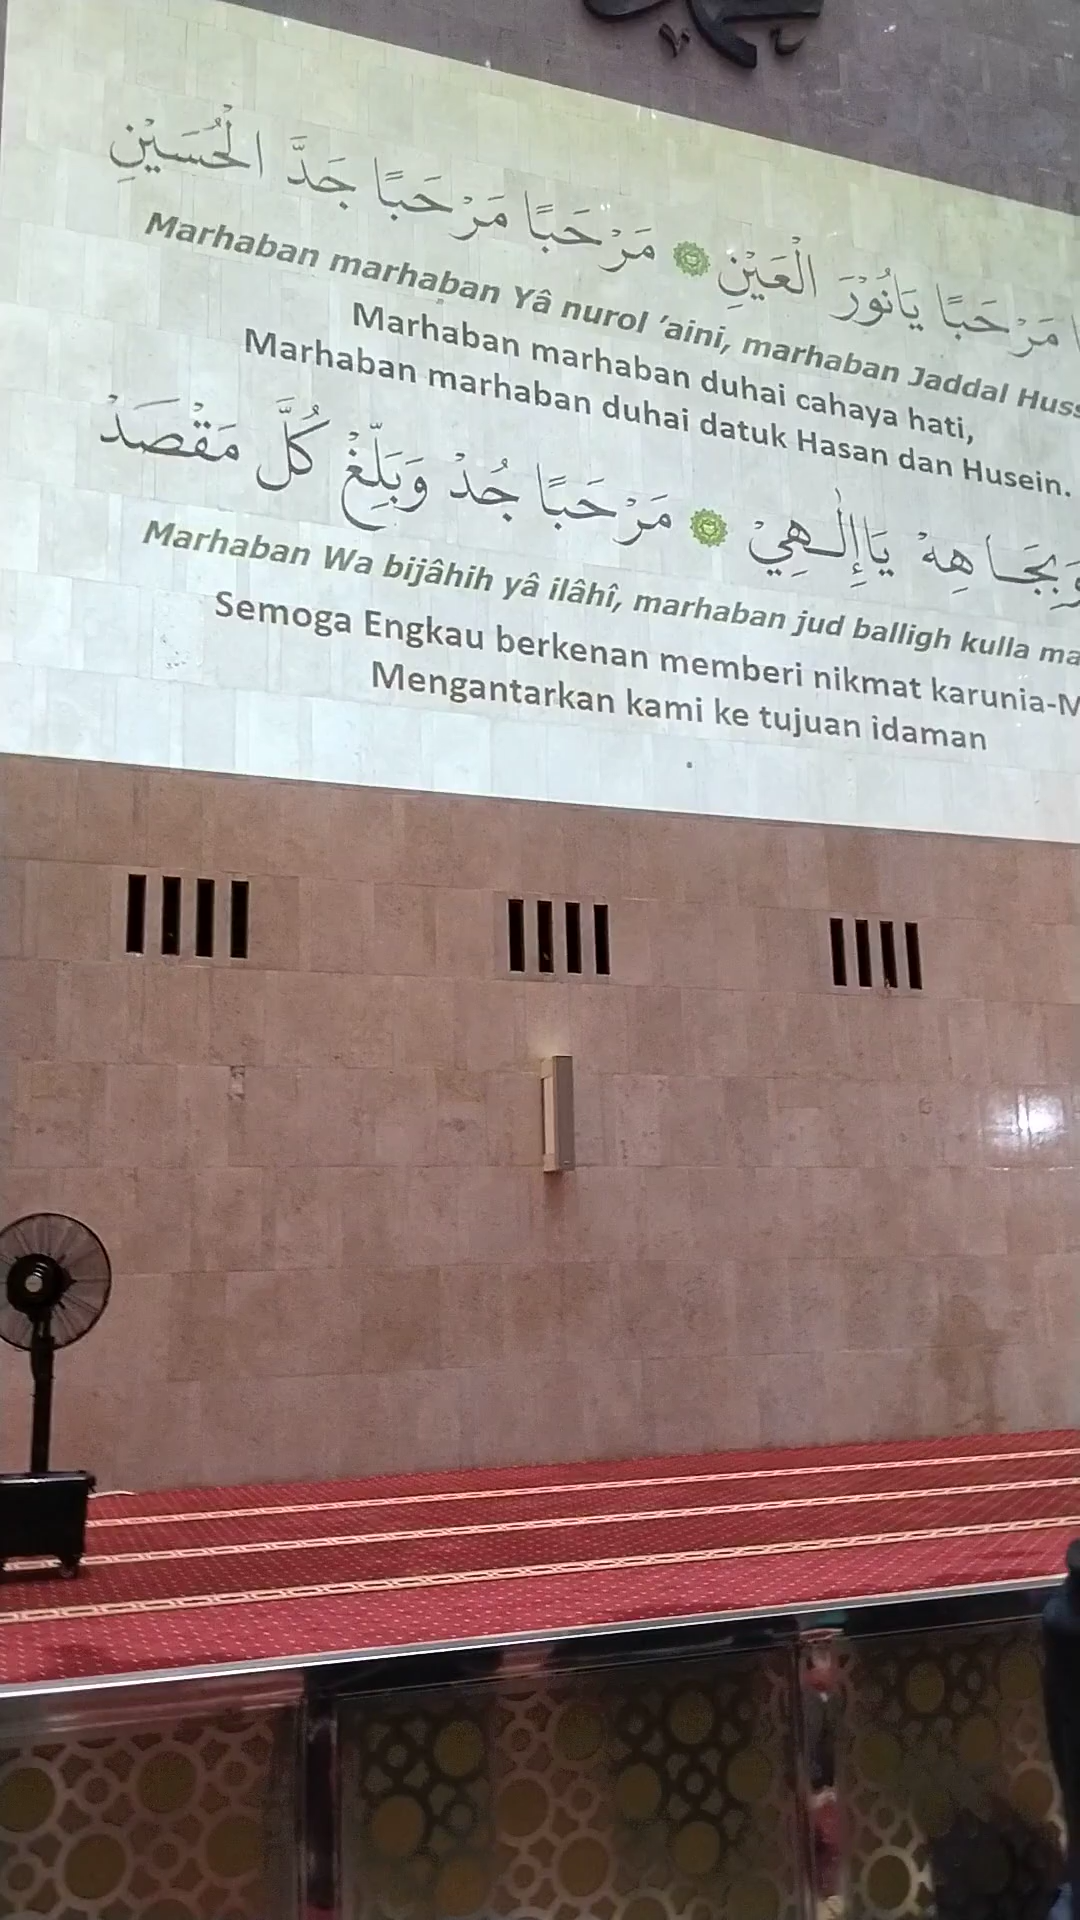 مَرْحَبًا يَانُوْرَ الْعَيْنِ ۞ مَرْحَبًا مَرْحَبًا جَدَّ الْحُسَيْنِ
Marhaban marhaban Yâ nurol ’aini, marhaban Jaddal
Marhaban marhaban duhai cahaya hati,
Marhaban marhaban duhai datuk Hasan dan Husein.
وَبِجَاهِهْ يَاإِلٰهِيْ ۞ مَرْحَبًا جُدْ وَبَلِّغْ كُلَّ مَقْصَدْ
Marhaban Wa bijâhih yâ ilâhî, marhaban jud balligh kulla
Semoga Engkau berkenan memberi nikmat karunia-M
Mengantarkan kami ke tujuan idaman